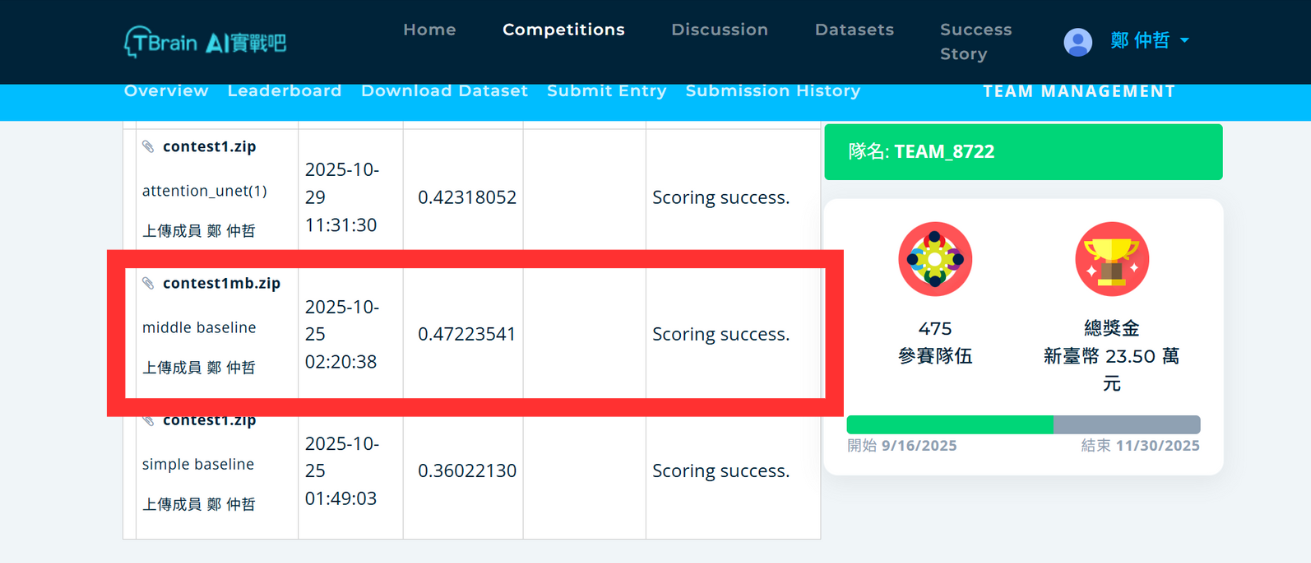 TBrain AI實戰吧
Home
Competitions
Discussion
Datasets
Success
Story
鄭 仲哲
Overview
Leaderboard
Download Dataset
Submit Entry
Submission History
TEAM MANAGEMENT
contest1.zip
attention_unet(1)
上傳成員 鄭 仲哲
2025-10-
29
11:31:30
0.42318052
Scoring success.
contest1mb.zip
middle baseline
上傳成員 鄭 仲哲
2025-10-
25
02:20:38
0.47223541
Scoring success.
contest1.zip
simple baseline
上傳成員 鄭 仲哲
2025-10-
25
01:49:03
0.36022130
Scoring success.
隊名: TEAM_8722
475
參賽隊伍
總獎金
新臺幣 23.50 萬
元
開始 9/16/2025
結束 11/30/2025